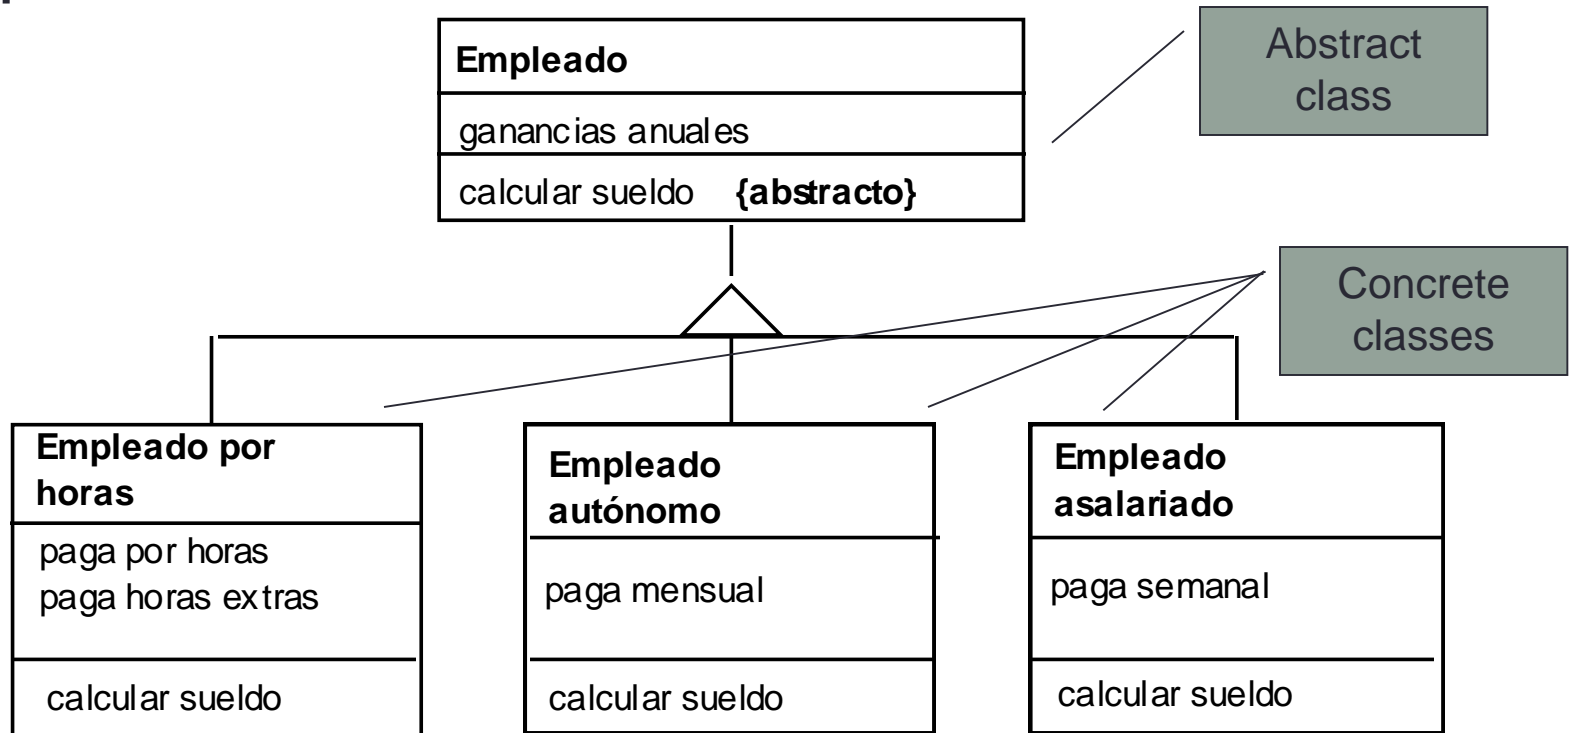 Empleado
ganancias anuales
calcular sueldo {abstracto}
Abstract
class
Concrete
classes
Empleado por
horas
paga por horas
paga horas extras
calcular sueldo
Empleado
autónomo
paga mensual
calcular sueldo
Empleado
asalariado
paga semanal
calcular sueldo